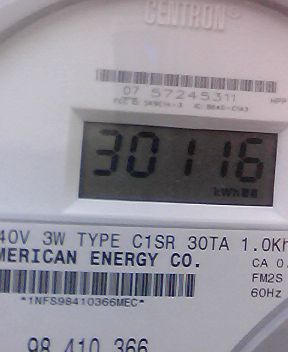 CENTRON®
07 57245311
30116
kWh
40V 3W TYPE C1SR 30TA 1.0Kh
MERICAN ENERGY CO.
CA 0.
FM2S
60Hz
*1NFS98410366MEC*
98 410 366